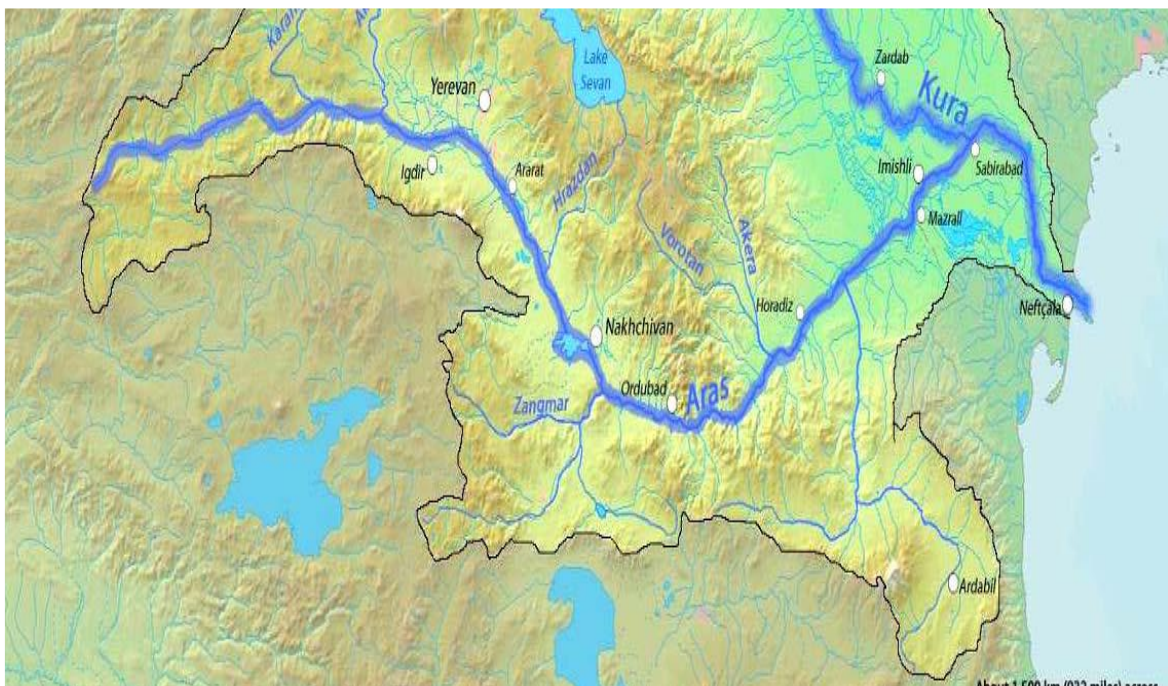 Lake
Sevan
Zardab
Yerevan
Kura
Igdir
Ararat
Hrazdan
Imishli
Sabirabad
Mazrall
Vorotan
Akera
Horadiz
Neftçala
Nakhchivan
Ordubad
Aras
Zangmar
Ardabil